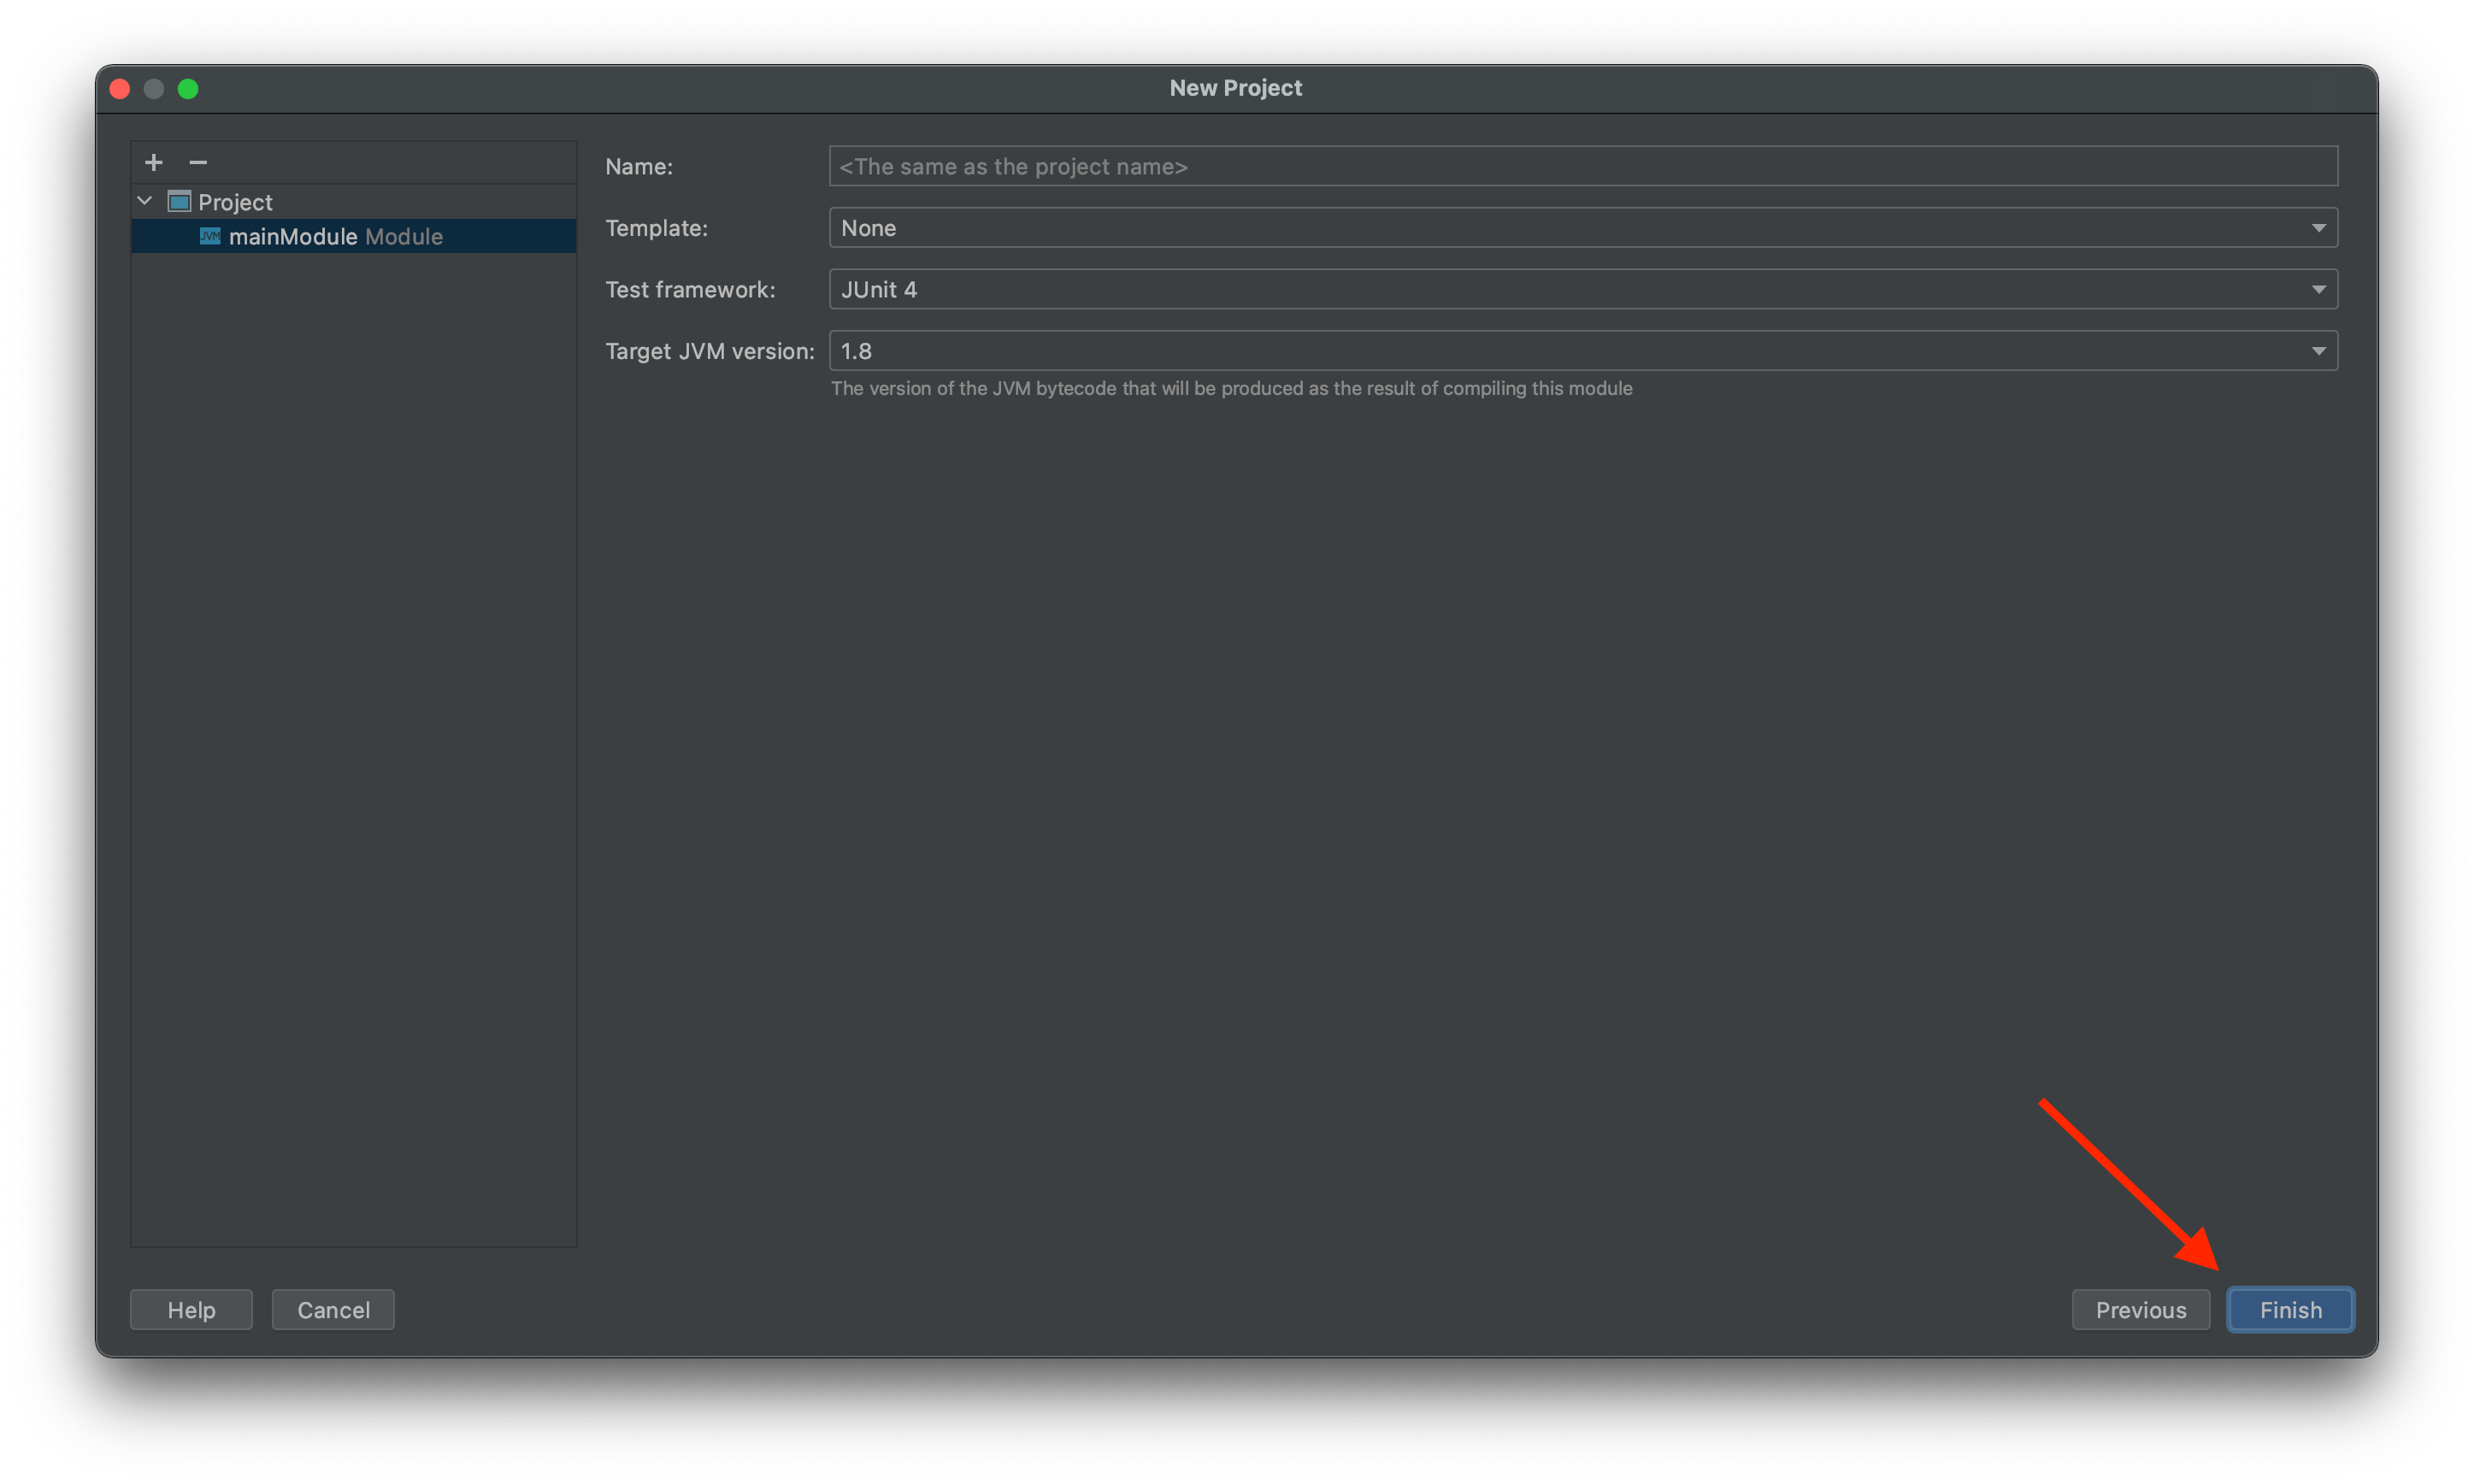 New Project
Project
JVM mainModule Module
Name: <The same as the project name>
Template: None
Test framework: JUnit 4
Target JVM version: 1.8
The version of the JVM bytecode that will be produced as the result of compiling this module
Help Cancel Previous Finish